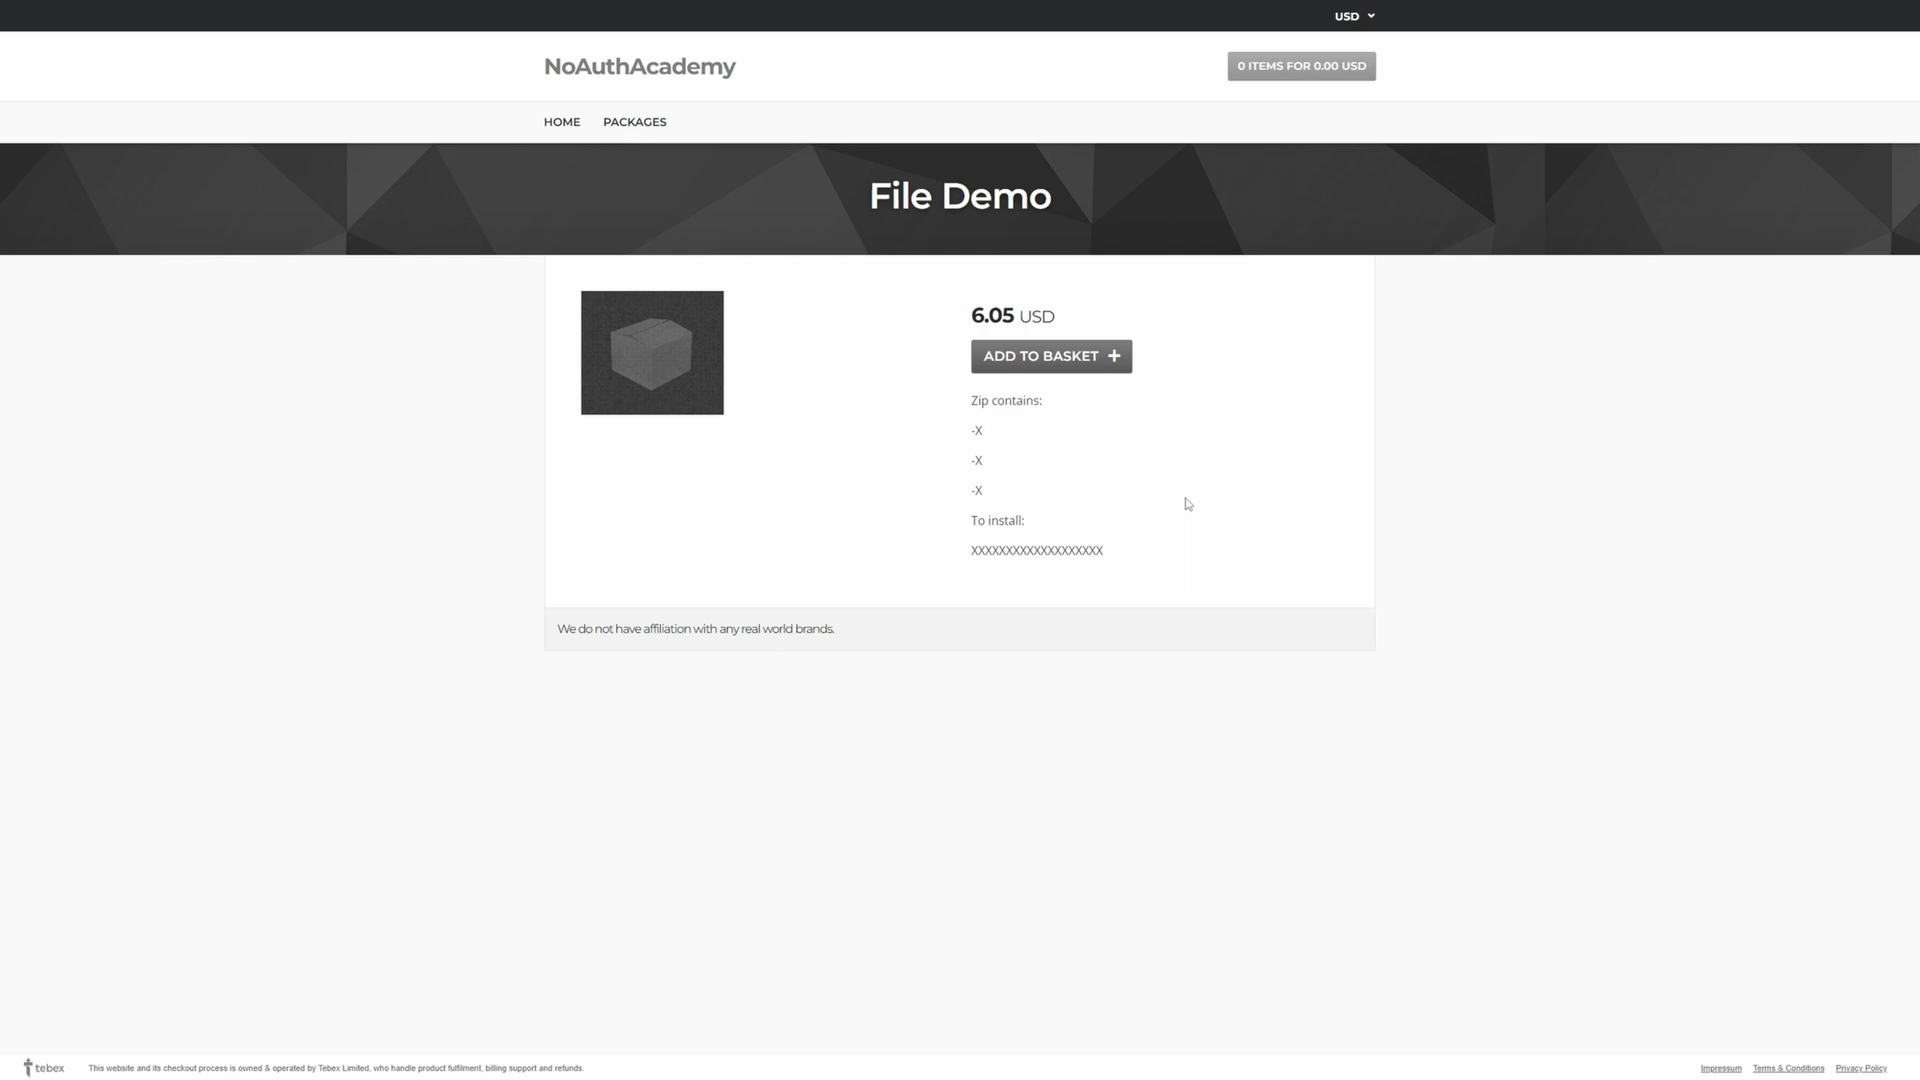 USD
NoAuthAcademy
0 ITEMS FOR 0.00 USD
HOME
PACKAGES
File Demo
6.05 USD
ADD TO BASKET +
Zip contains:
-X
-X
-X
To install:
XXXXXXXXXXXXXXXXXXX
We do not have affiliation with any real world brands.
tebex
This website and its checkout process is owned & operated by Tebex Limited, who handle product fulfilment, billing support and refunds.
Impressum
Terms & Conditions
Privacy Policy